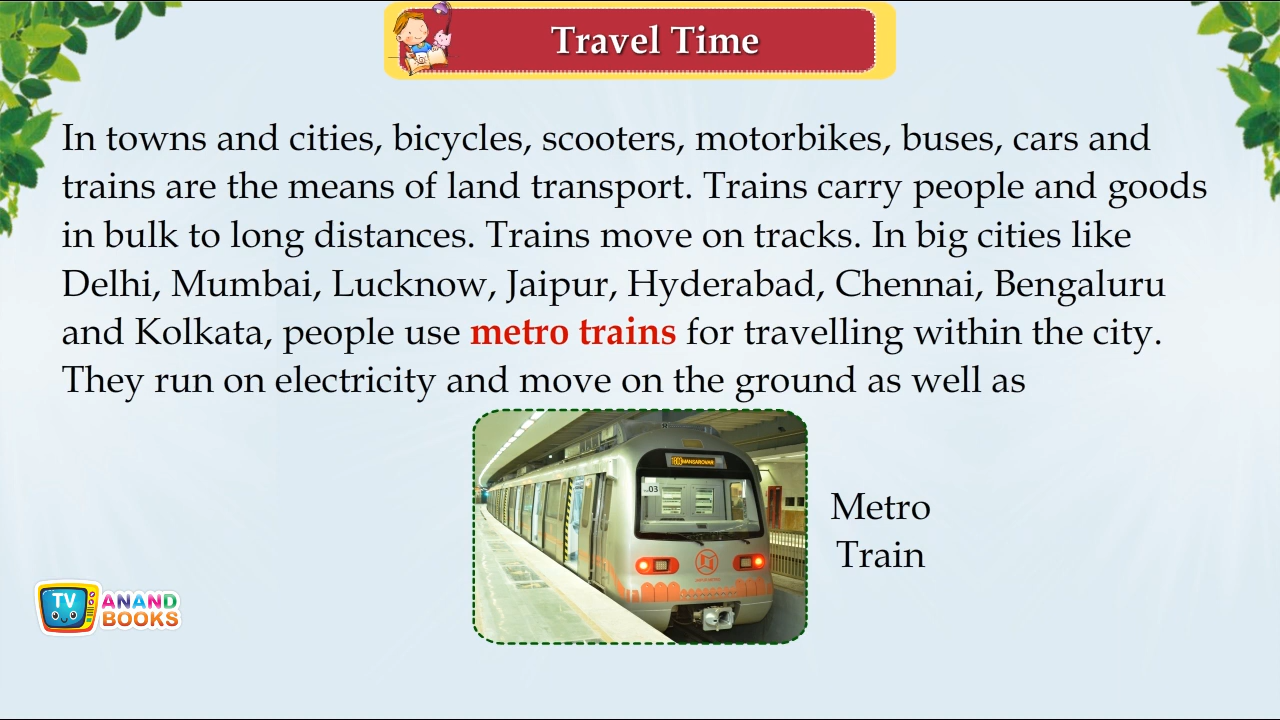 Travel Time
In towns and cities, bicycles, scooters, motorbikes, buses, cars and
trains are the means of land transport. Trains carry people and goods
in bulk to long distances. Trains move on tracks. In big cities like
Delhi, Mumbai, Lucknow, Jaipur, Hyderabad, Chennai, Bengaluru
and Kolkata, people use metro trains for travelling within the city.
They run on electricity and move on the ground as well as
MANSAROVAR
03
Metro
Train
TV
ANAND
BOOKS